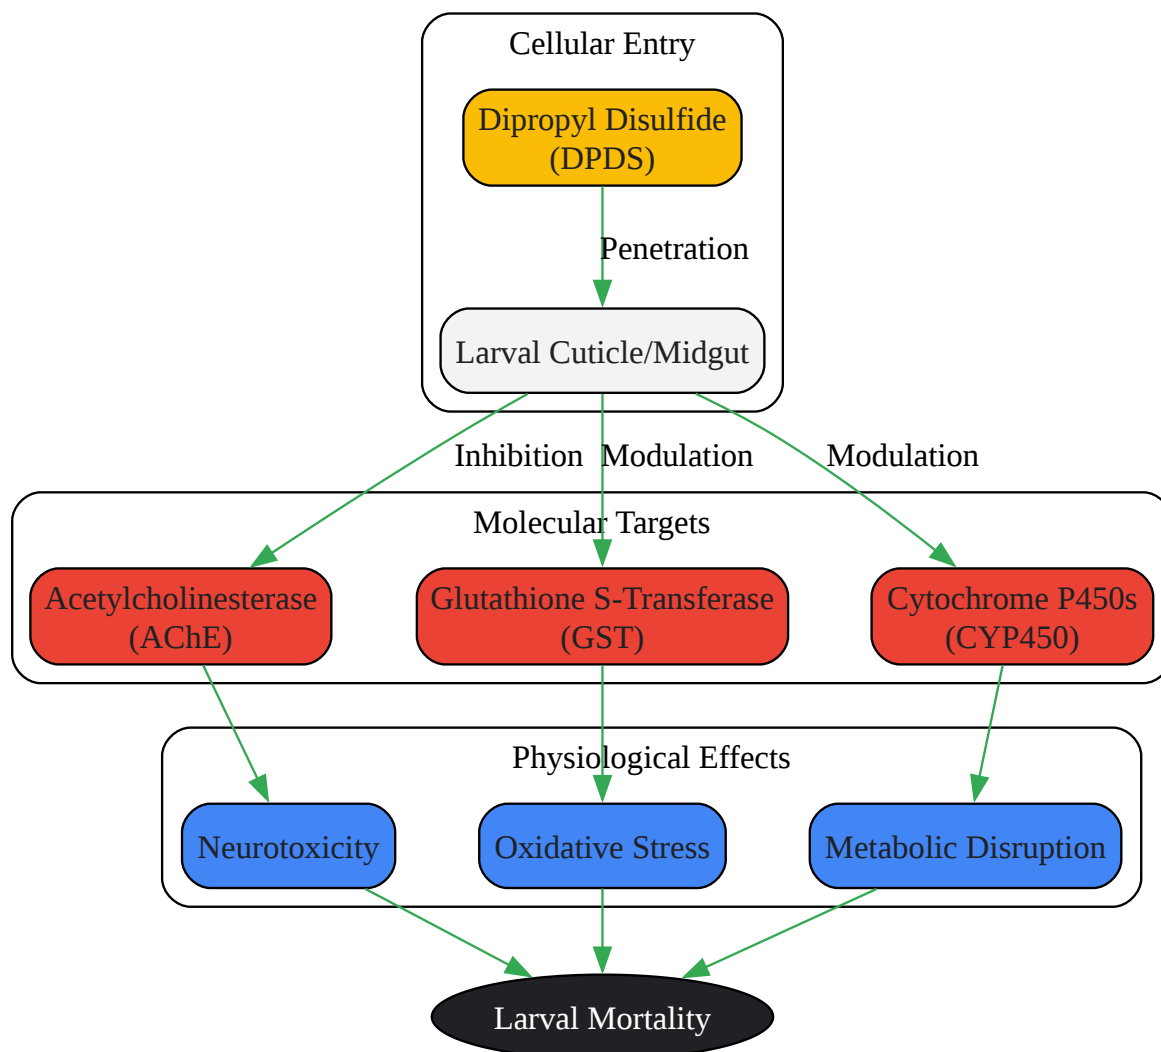 Cellular Entry
Dipropyl Disulfide
(DPDS)
Penetration
Larval Cuticle/Midgut
Inhibition
Modulation
Modulation
Molecular Targets
Acetylcholinesterase
(AChE)
Glutathione S-Transferase
(GST)
Cytochrome P450s
(CYP450)
Physiological Effects
Neurotoxicity
Oxidative Stress
Metabolic Disruption
Larval Mortality